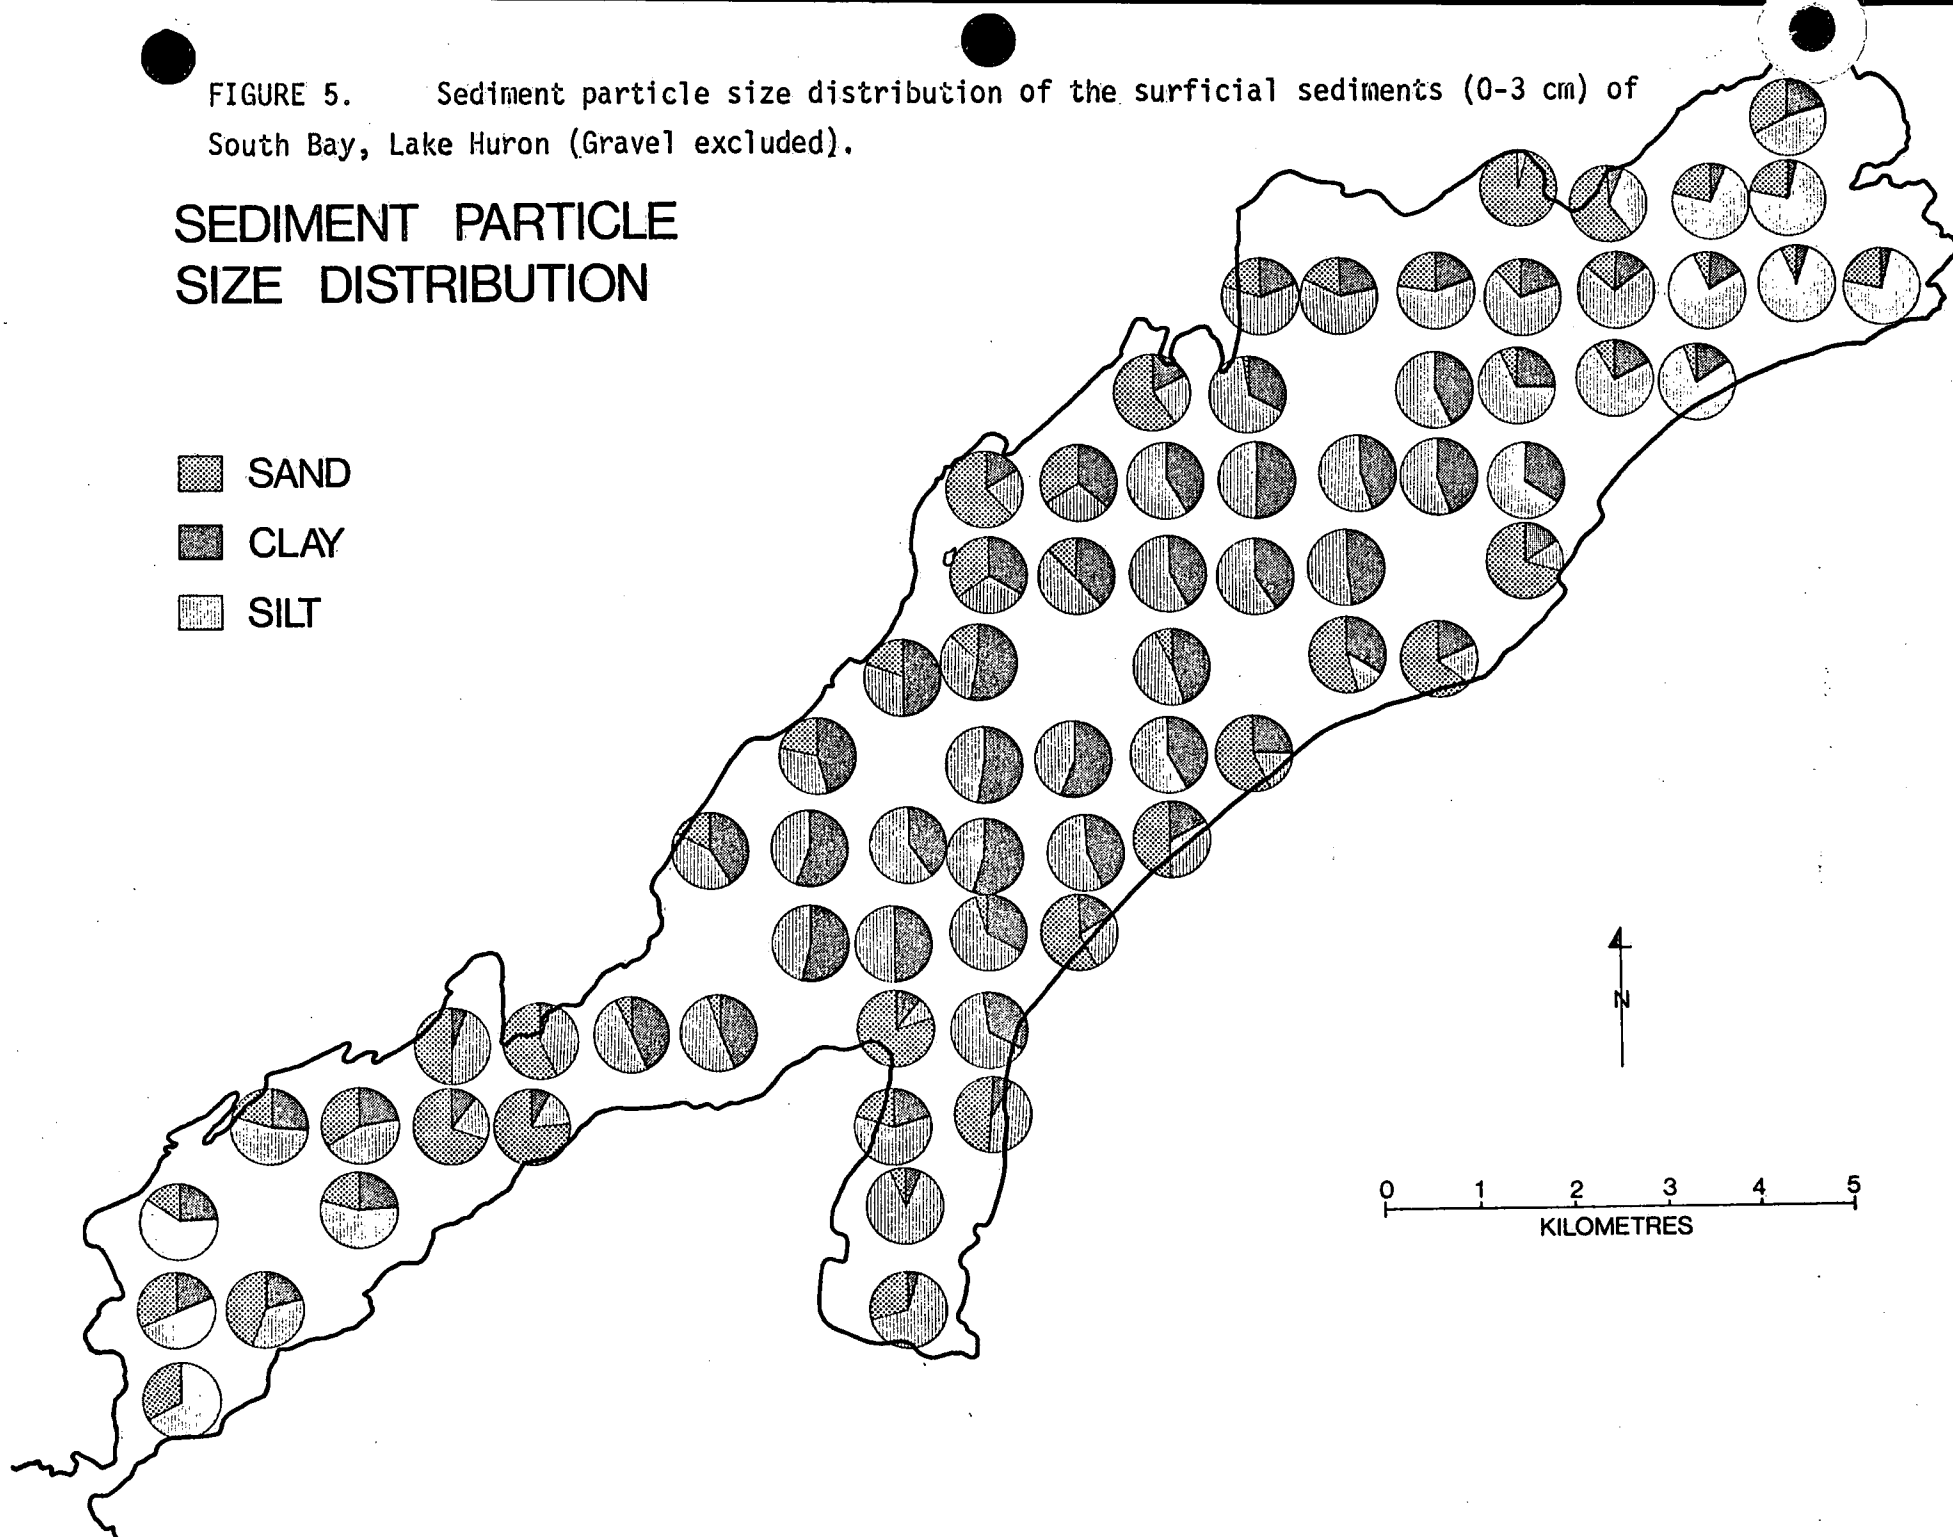 FIGURE 5. Sediment particle size distribution of the surficial sediments (0-3 cm) of
South Bay, Lake Huron (Gravel excluded).
SEDIMENT PARTICLE
SIZE DISTRIBUTION
SAND
CLAY
SILT
N
0 1 2 3 4 5
KILOMETRES